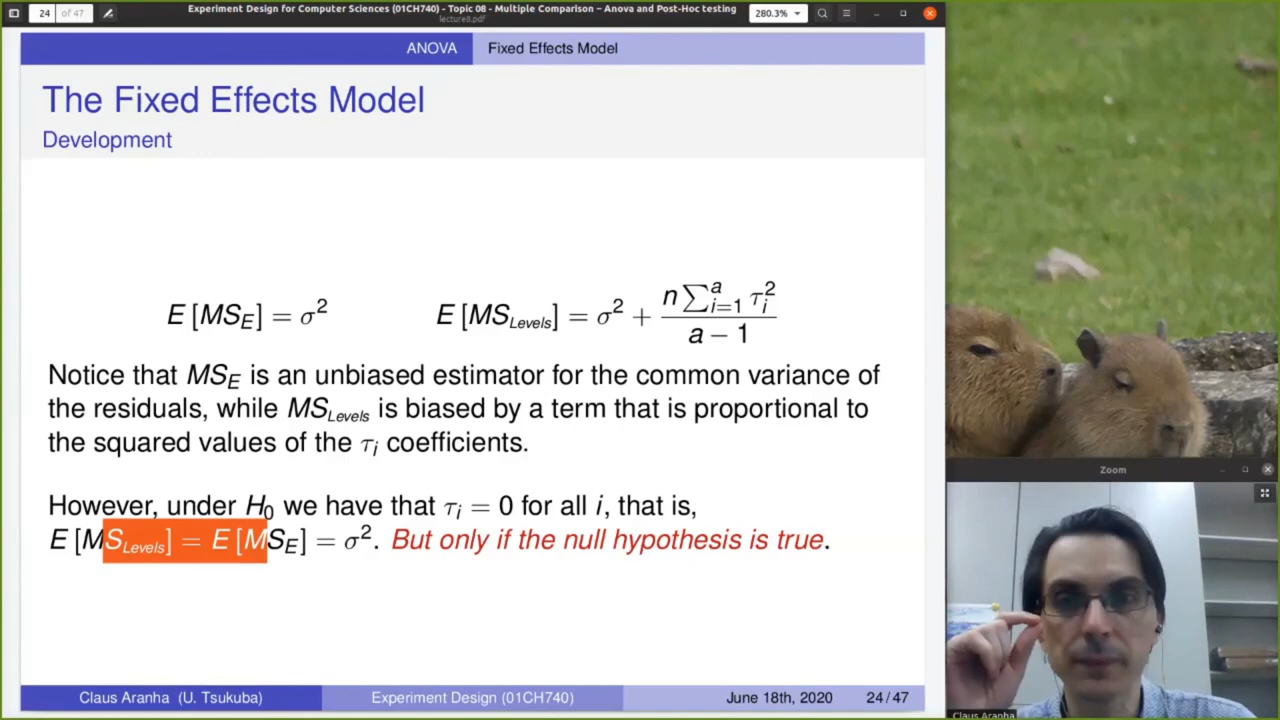 24 of 47
Experiment Design for Computer Sciences (01CH740) - Topic 08 - Multiple Comparison – Anova and Post-Hoc testing
lecture8.pdf
280.3%
ANOVA Fixed Effects Model
The Fixed Effects Model
Development
E [MS_E] = σ² E [MS_Levels] = σ² + n ∑_{i=1}^{a} τ_i² / a − 1
Notice that MS_E is an unbiased estimator for the common variance of
the residuals, while MS_Levels is biased by a term that is proportional to
the squared values of the τ_i coefficients.
However, under H_0 we have that τ_i = 0 for all i, that is,
E [MS_Levels] = E [MS_E] = σ². But only if the null hypothesis is true.
Claus Aranha (U. Tsukuba) Experiment Design (01CH740) June 18th, 2020 24 / 47
Zoom
Claus Aranha